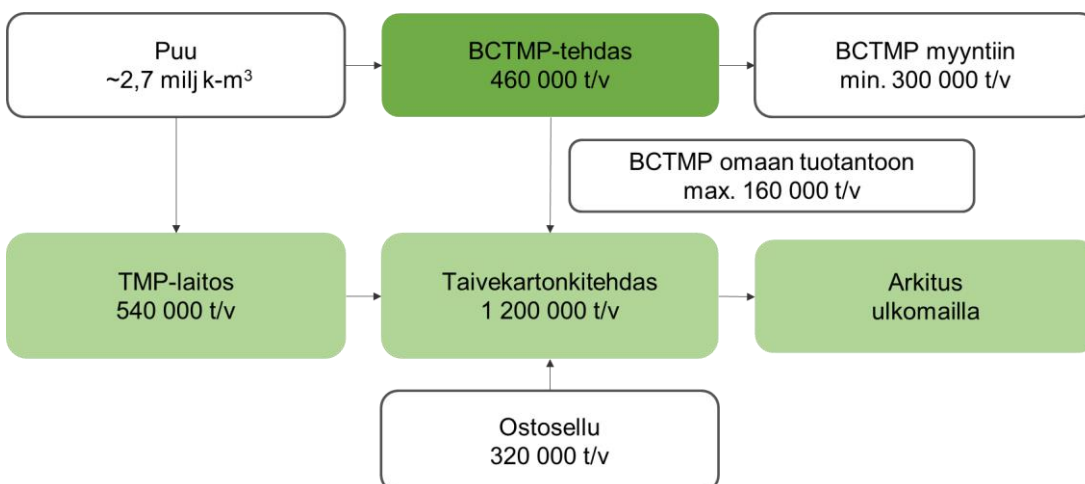 Puu
~2,7 milj k-m³
BCTMP-tehdas
460 000 t/v
BCTMP myyntiin
min. 300 000 t/v
BCTMP omaan tuotantoon
max. 160 000 t/v
TMP-laitos
540 000 t/v
Taivekartonkitehdas
1 200 000 t/v
Arkitus
ulkomailla
Ostosellu
320 000 t/v